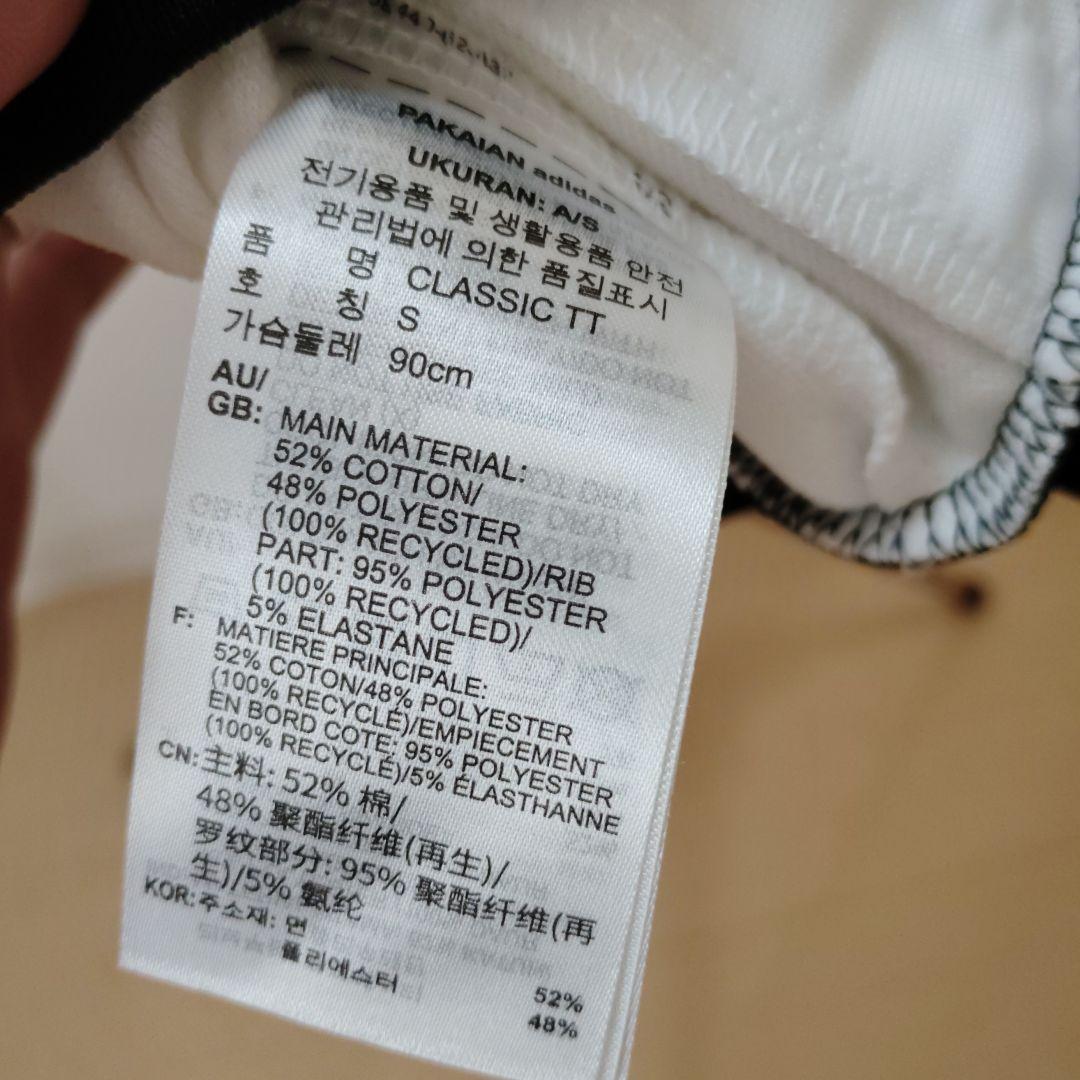 PAKAIAN adidas
UKURAN: A/S
전기용품 및 생활용품 안전
관리법에 의한 품질표시
품 명 CLASSIC TT
호 칭 S
가슴둘레 90cm
AU/
GB: MAIN MATERIAL:
52% COTTON/
48% POLYESTER
(100% RECYCLED)/RIB
PART: 95% POLYESTER
(100% RECYCLED)/
5% ELASTANE
F: MATIERE PRINCIPALE:
52% COTON/48% POLYESTER
(100% RECYCLÉ)/EMPIECEMENT
EN BORD COTE: 95% POLYESTER
(100% RECYCLÉ)/5% ÉLASTHANNE
CN: 主料: 52% 棉/
48% 聚酯纤维(再生)/
罗纹部分: 95% 聚酯纤维(再
生)/5% 氨纶
KOR: 주소재: 면 52%
폴리에스터 48%